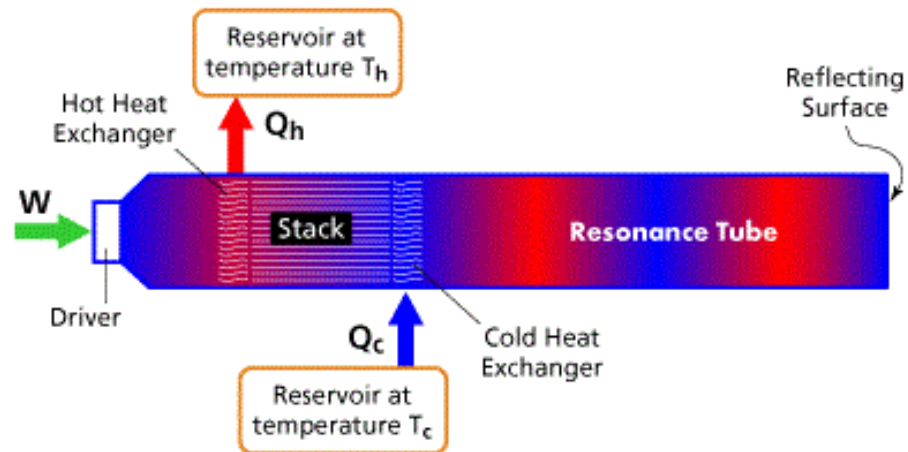 Reservoir at
temperature Th
Reflecting
Surface
Hot Heat
Exchanger
Qh
W
Stack
Resonance Tube
Driver
Qc
Cold Heat
Exchanger
Reservoir at
temperature Tc